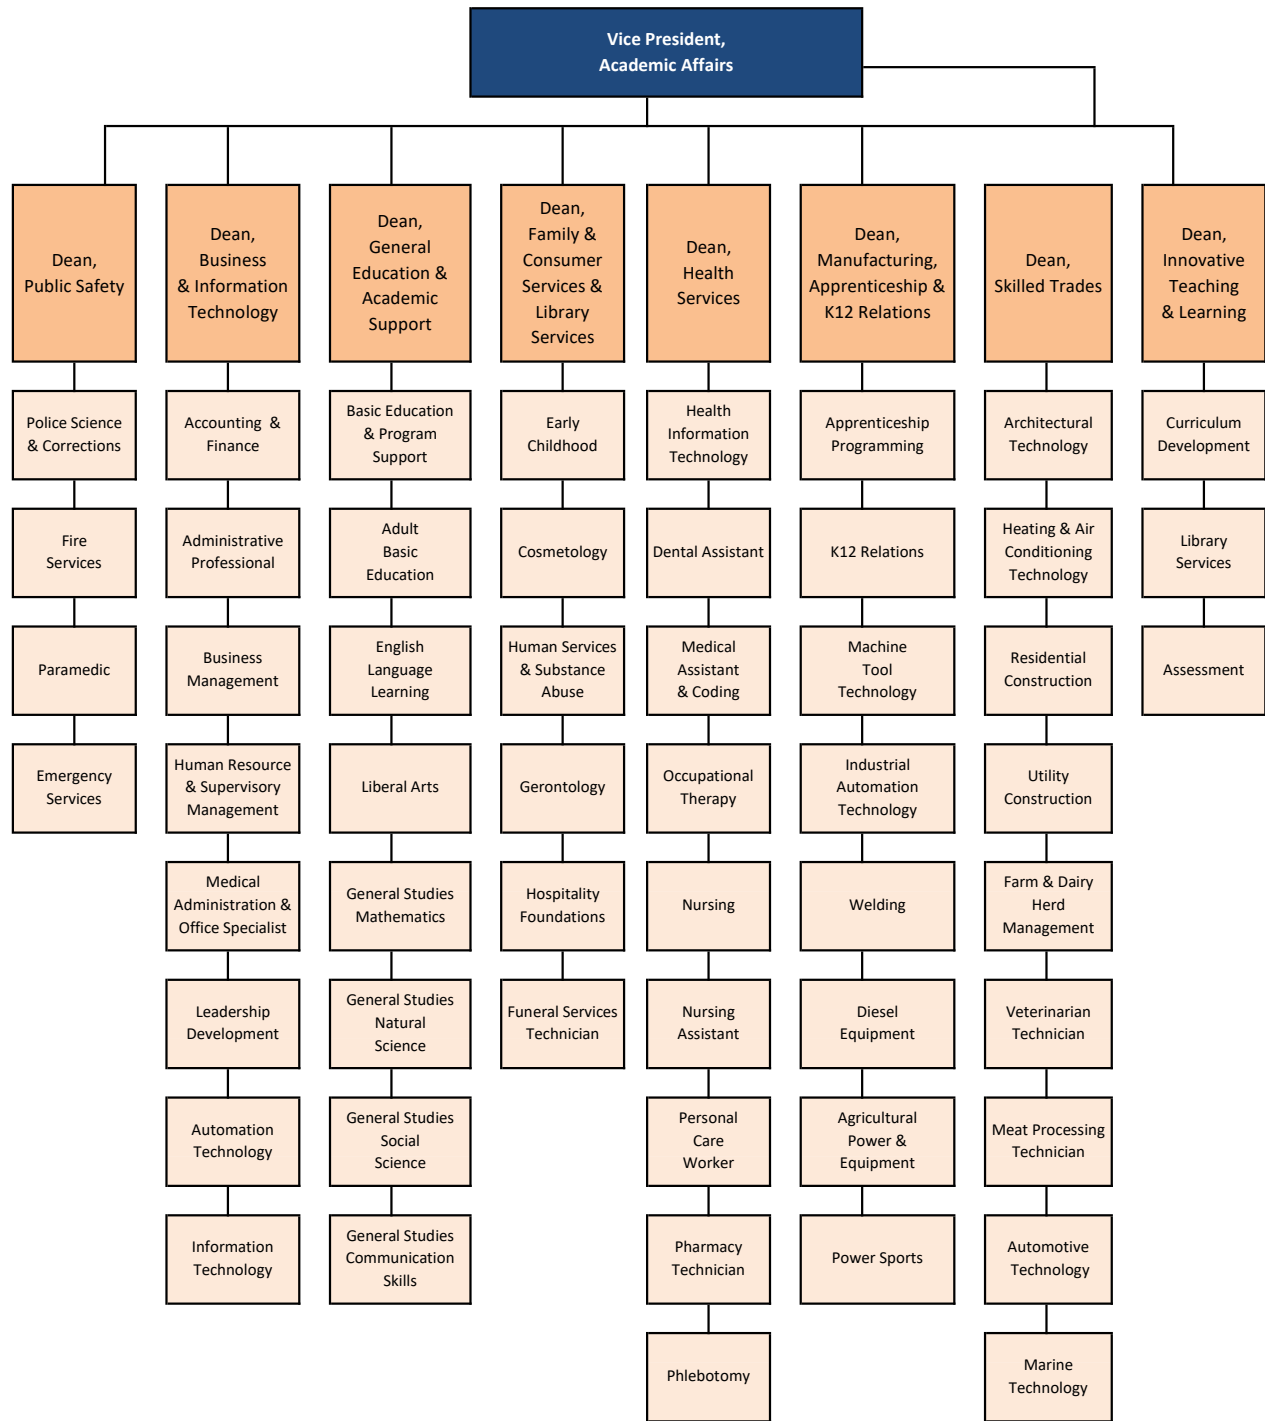 Vice President,
Academic Affairs
Dean,
Public Safety
Dean,
Business
& Information
Technology
Dean,
General
Education &
Academic
Support
Dean,
Family &
Consumer
Services &
Library
Services
Dean,
Health
Services
Dean,
Manufacturing,
Apprenticeship &
K12 Relations
Dean,
Skilled Trades
Dean,
Innovative
Teaching
& Learning
Police Science
& Corrections
Accounting &
Finance
Basic Education
& Program
Support
Early
Childhood
Health
Information
Technology
Apprenticeship
Programming
Architectural
Technology
Curriculum
Development
Fire
Services
Administrative
Professional
Adult
Basic
Education
Cosmetology
Dental Assistant
K12 Relations
Heating & Air
Conditioning
Technology
Library
Services
Paramedic
Business
Management
English
Language
Learning
Human Services
& Substance
Abuse
Medical
Assistant
& Coding
Machine
Tool
Technology
Residential
Construction
Assessment
Emergency
Services
Human Resource
& Supervisory
Management
Liberal Arts
Gerontology
Occupational
Therapy
Industrial
Automation
Technology
Utility
Construction
Medical
Administration &
Office Specialist
General Studies
Mathematics
Hospitality
Foundations
Nursing
Welding
Farm & Dairy
Herd
Management
Leadership
Development
General Studies
Natural
Science
Funeral Services
Technician
Nursing
Assistant
Diesel
Equipment
Veterinarian
Technician
Automation
Technology
General Studies
Social
Science
Personal
Care
Worker
Agricultural
Power &
Equipment
Meat Processing
Technician
Information
Technology
General Studies
Communication
Skills
Pharmacy
Technician
Power Sports
Automotive
Technology
Phlebotomy
Marine
Technology